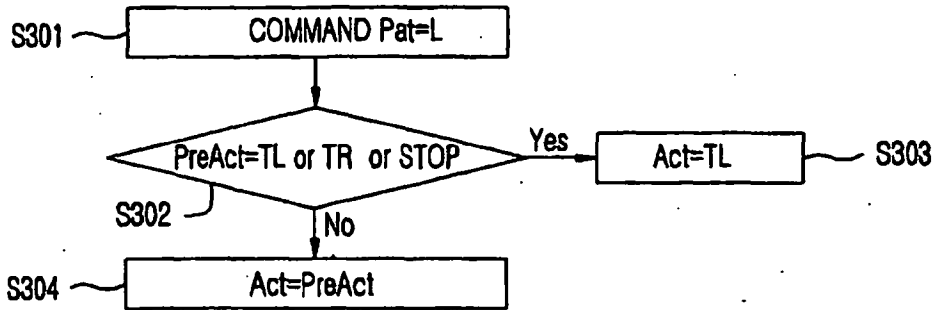 S301
COMMAND Pat=L
PreAct=TL or TR or STOP
Yes
Act=TL
S303
S302
No
S304
Act=PreAct